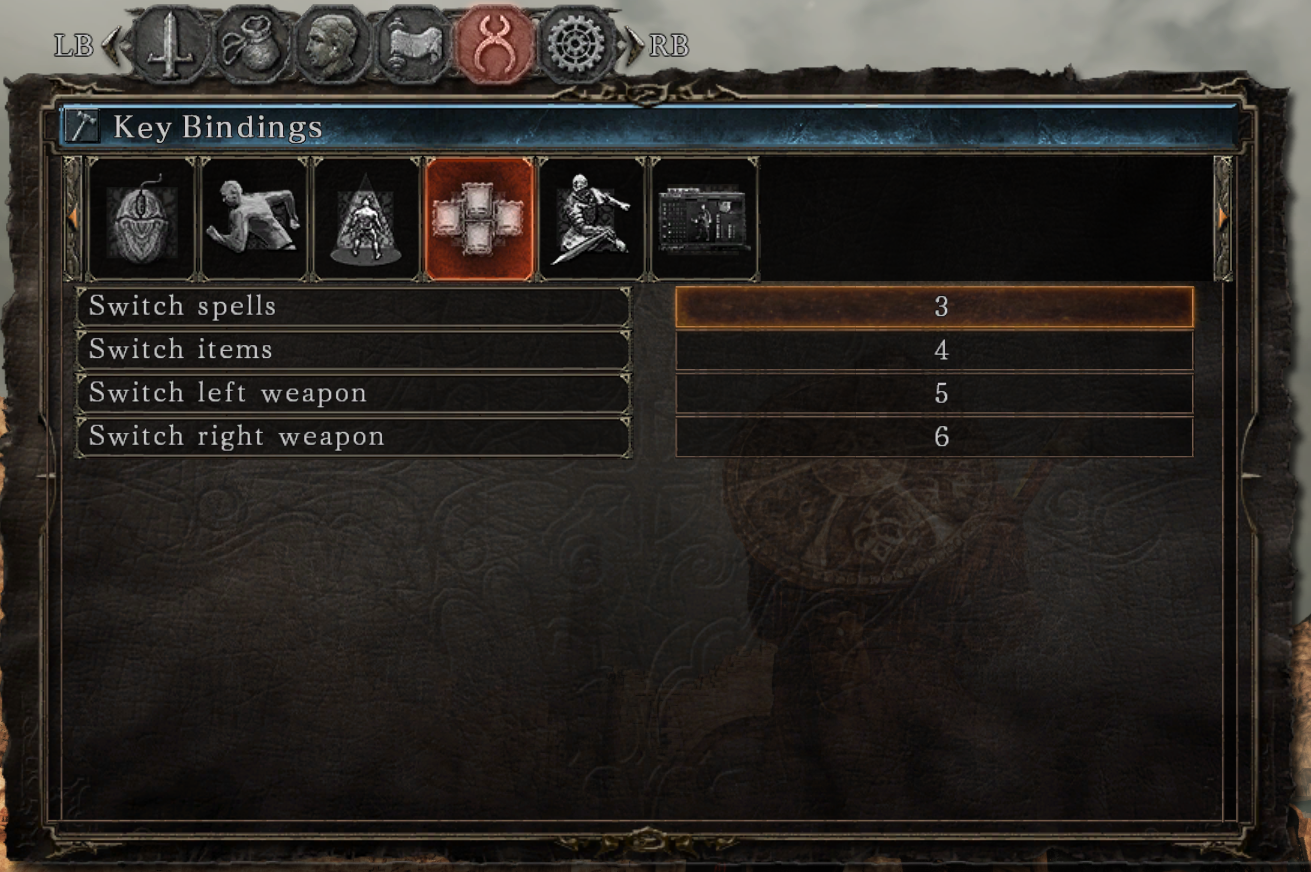 LB RB
Key Bindings
Switch spells 3
Switch items 4
Switch left weapon 5
Switch right weapon 6